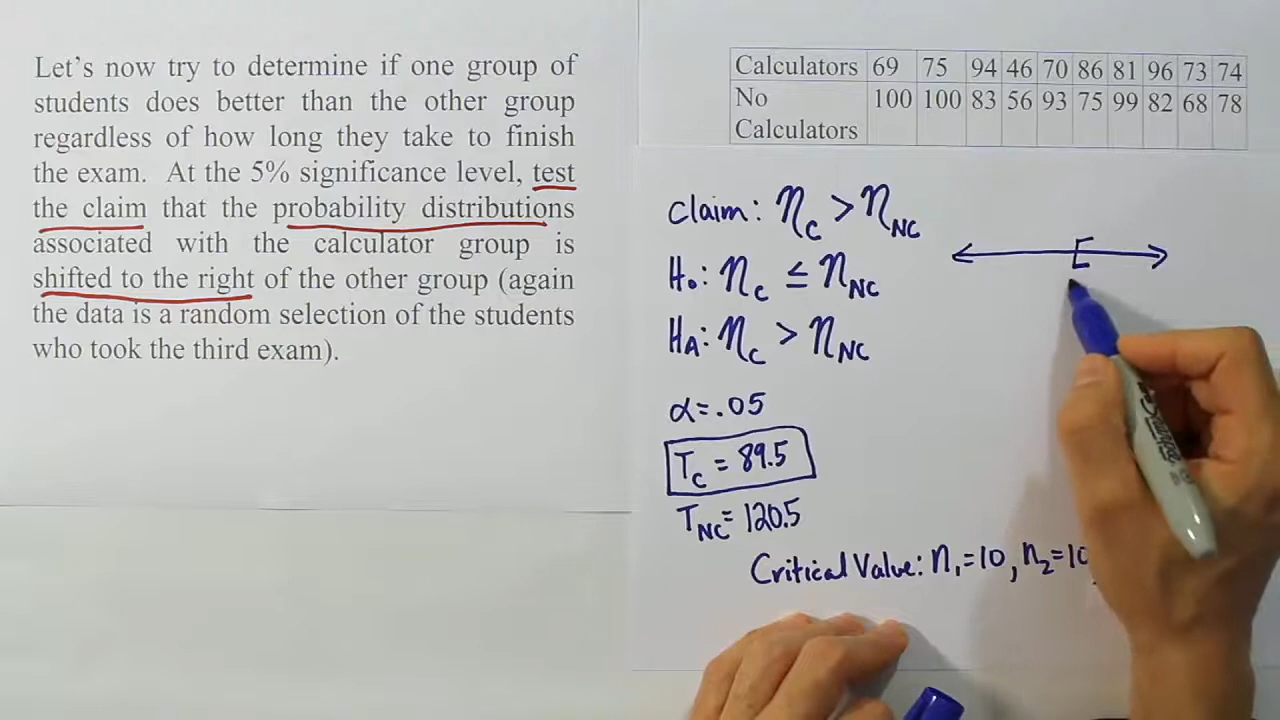 Let's now try to determine if one group of
students does better than the other group
regardless of how long they take to finish
the exam. At the 5% significance level, test
the claim that the probability distributions
associated with the calculator group is
shifted to the right of the other group (again
the data is a random selection of the students
who took the third exam).
Calculators 69 75 94 46 70 86 81 96 73 74
No 100 100 83 56 93 75 99 82 68 78
Calculators
Claim: η_C > η_NC
H₀: η_C ≤ η_NC
H_A: η_C > η_NC
α=.05
T_C = 89.5
T_NC = 120.5
Critical Value: n₁=10, n₂=10